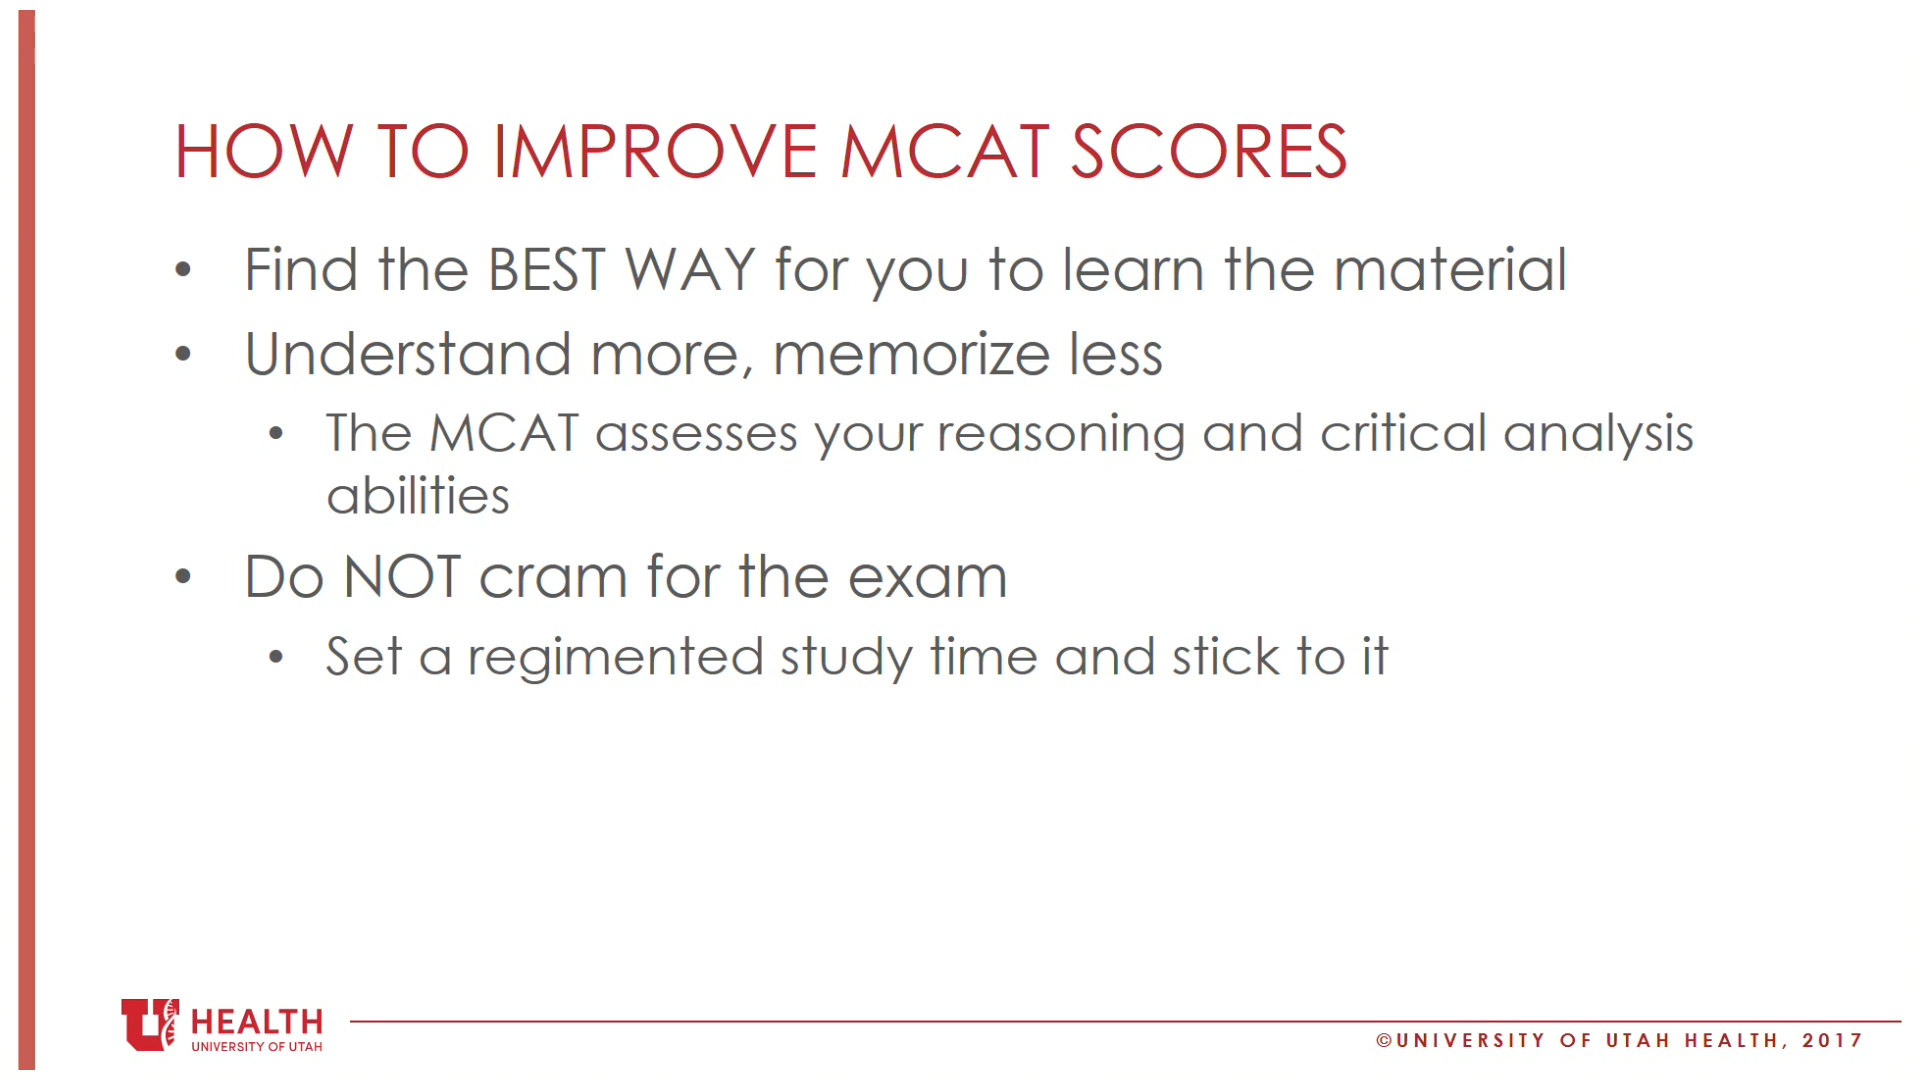 HOW TO IMPROVE MCAT SCORES
• Find the BEST WAY for you to learn the material
• Understand more, memorize less
• The MCAT assesses your reasoning and critical analysis
abilities
• Do NOT cram for the exam
• Set a regimented study time and stick to it
U HEALTH
UNIVERSITY OF UTAH
©UNIVERSITY OF UTAH HEALTH, 2017